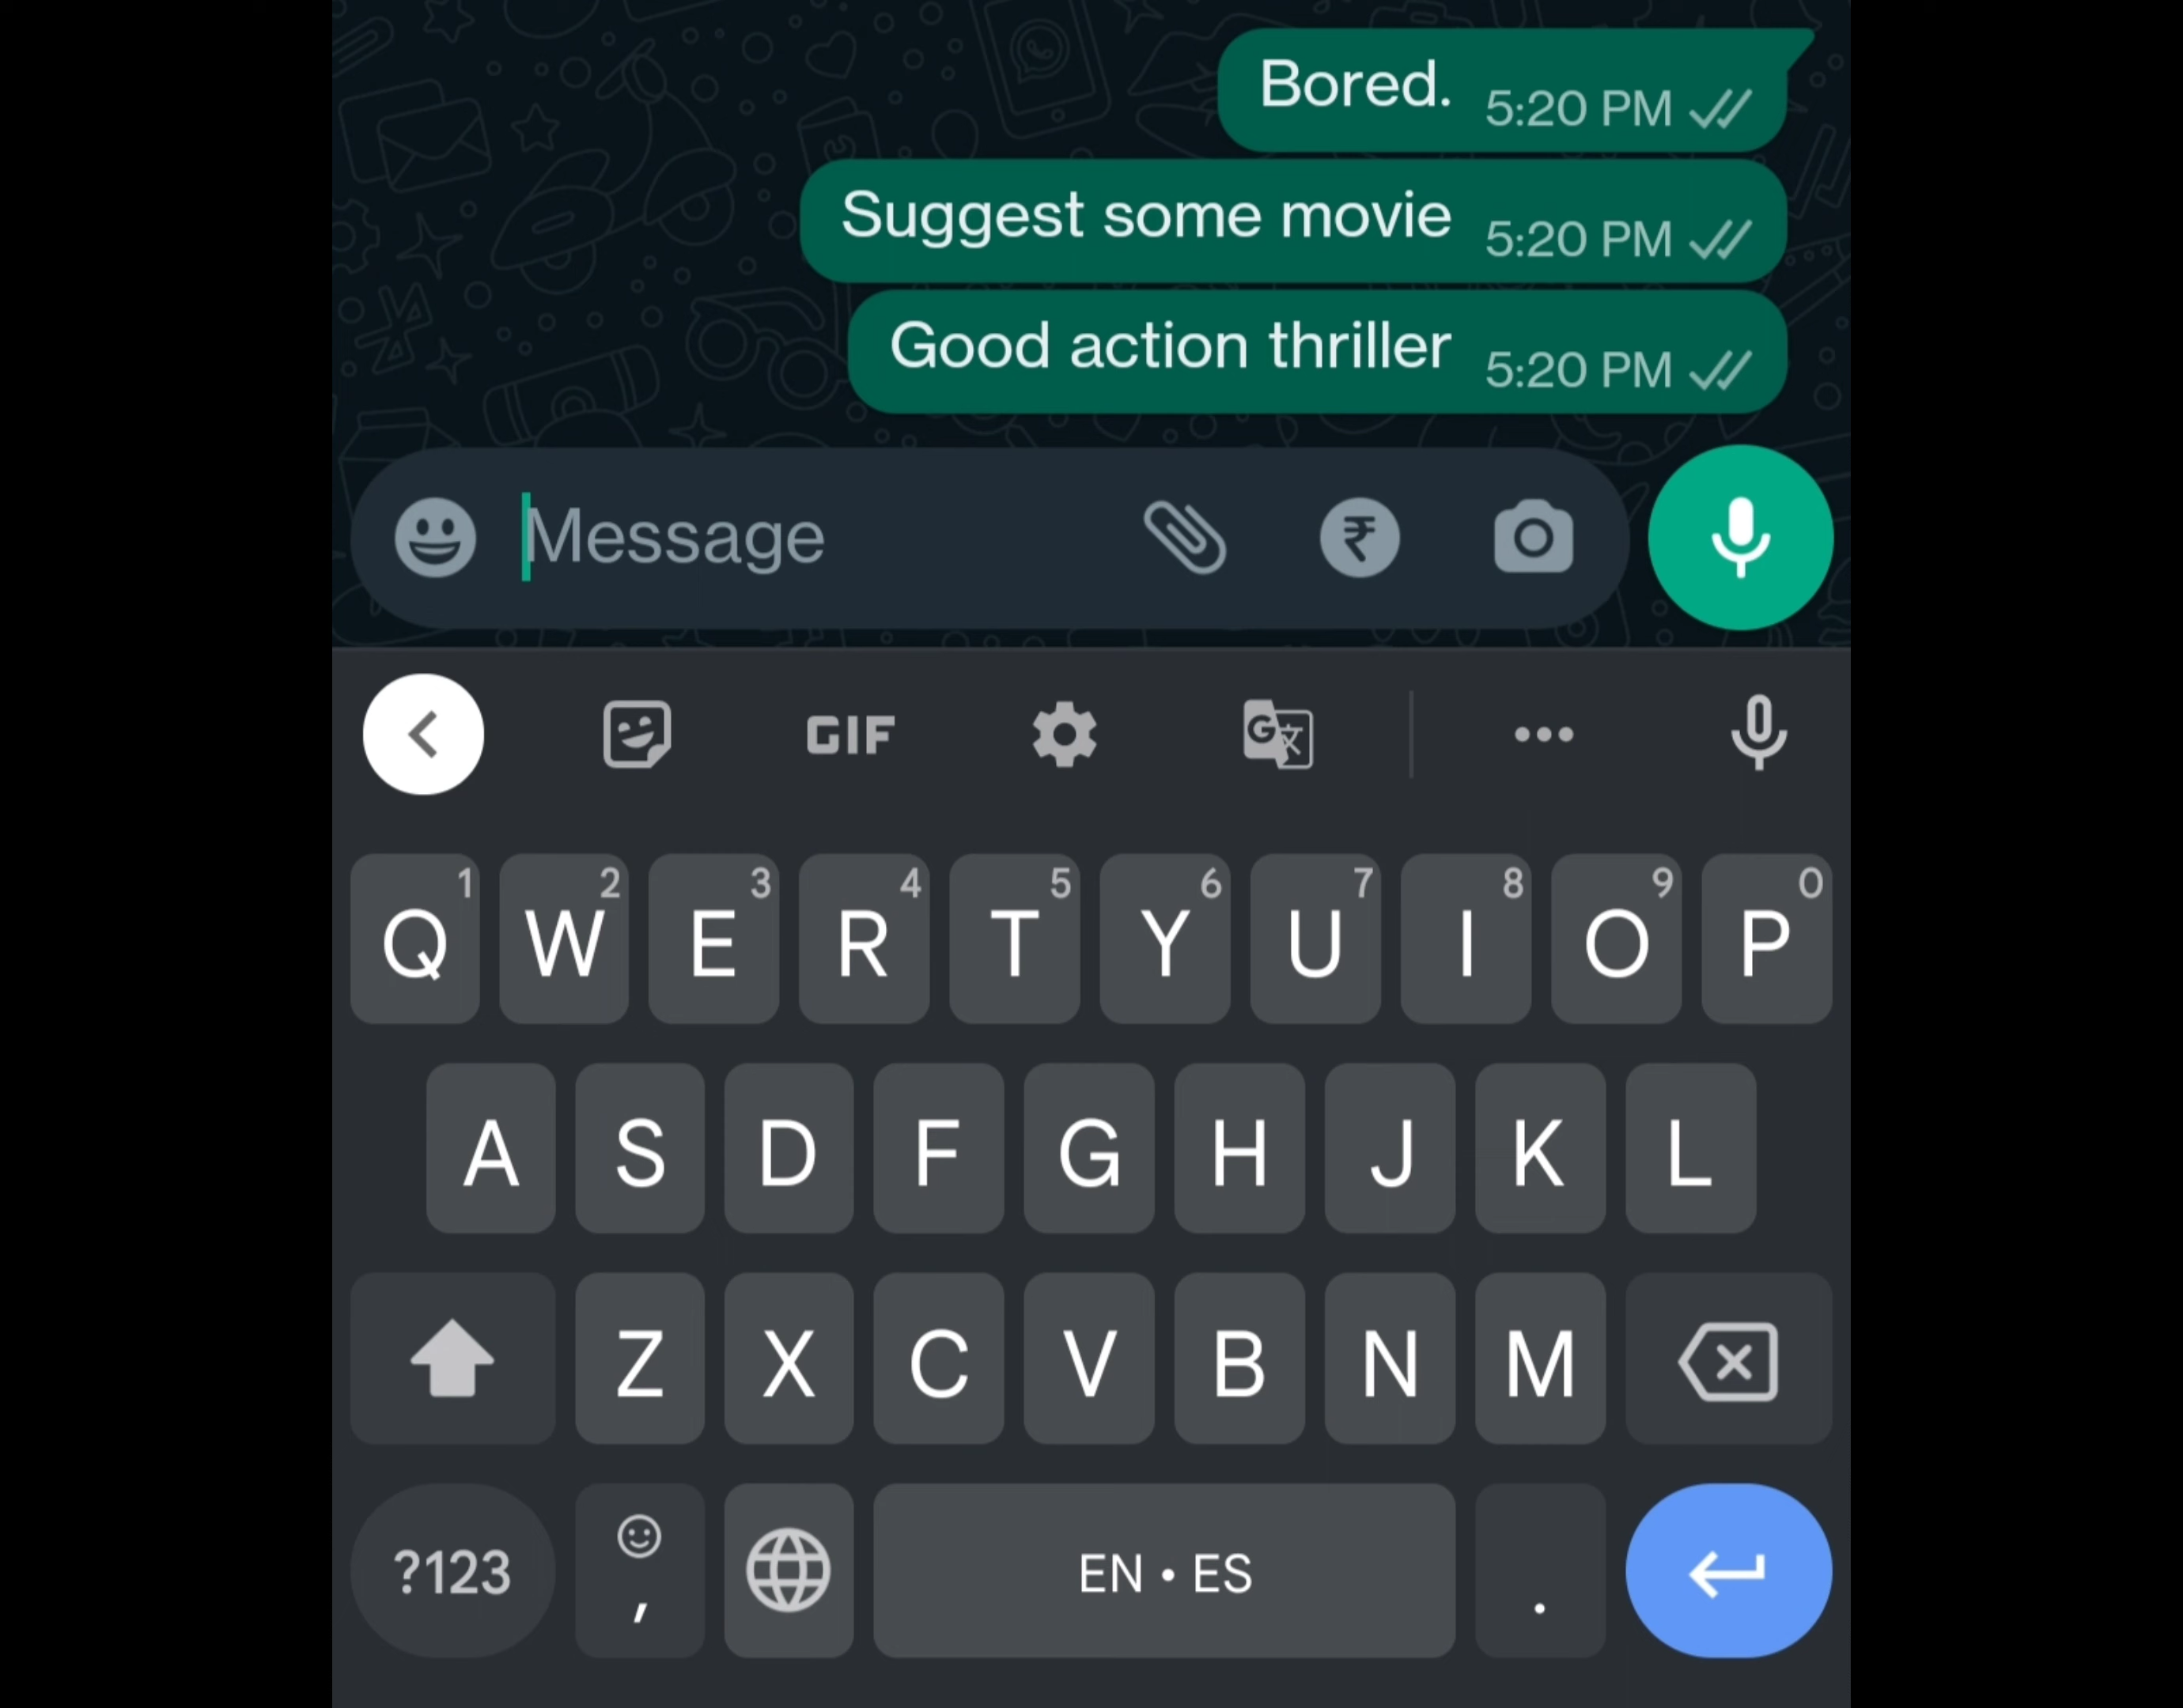 Bored. 5:20 PM
Suggest some movie 5:20 PM
Good action thriller 5:20 PM
Message ₹
GIF G 文
1 2 3 4 5 6 7 8 9 0
Q W E R T Y U I O P
A S D F G H J K L
Z X C V B N M
?123 , EN • ES .